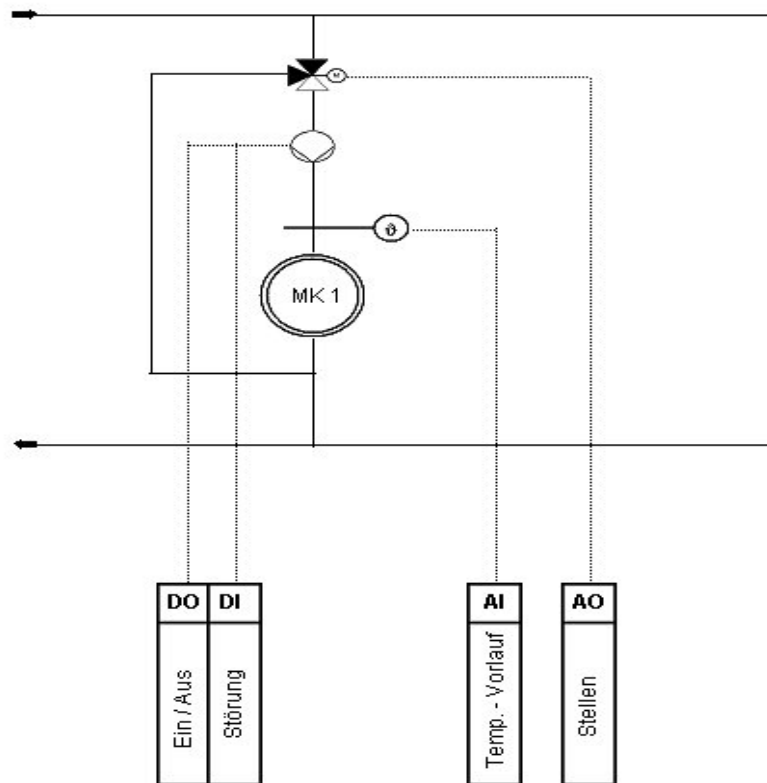 M
ϑ
MK 1
DO DI AI AO
Ein / Aus
Störung
Temp. - Vorlauf
Stellen